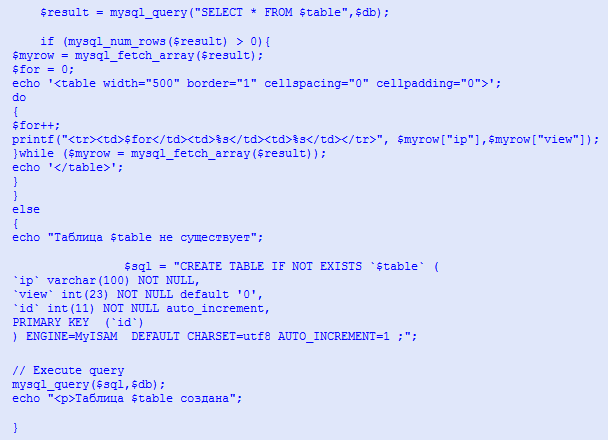 $result = mysql_query("SELECT * FROM $table",$db);
if (mysql_num_rows($result) > 0){
$myrow = mysql_fetch_array($result);
$for = 0;
echo '<table width="500" border="1" cellspacing="0" cellpadding="0">';
do
{
$for++;
printf("<tr><td>$for</td><td>%s</td><td>%s</td></tr>", $myrow["ip"],$myrow["view"]);
}while ($myrow = mysql_fetch_array($result));
echo '</table>';
}
}
else
{
echo "Таблица $table не существует";
$sql = "CREATE TABLE IF NOT EXISTS `$table` (
`ip` varchar(100) NOT NULL,
`view` int(23) NOT NULL default '0',
`id` int(11) NOT NULL auto_increment,
PRIMARY KEY  (`id`)
) ENGINE=MyISAM  DEFAULT CHARSET=utf8 AUTO_INCREMENT=1 ;";
// Execute query
mysql_query($sql,$db);
echo "<p>Таблица $table создана";
}